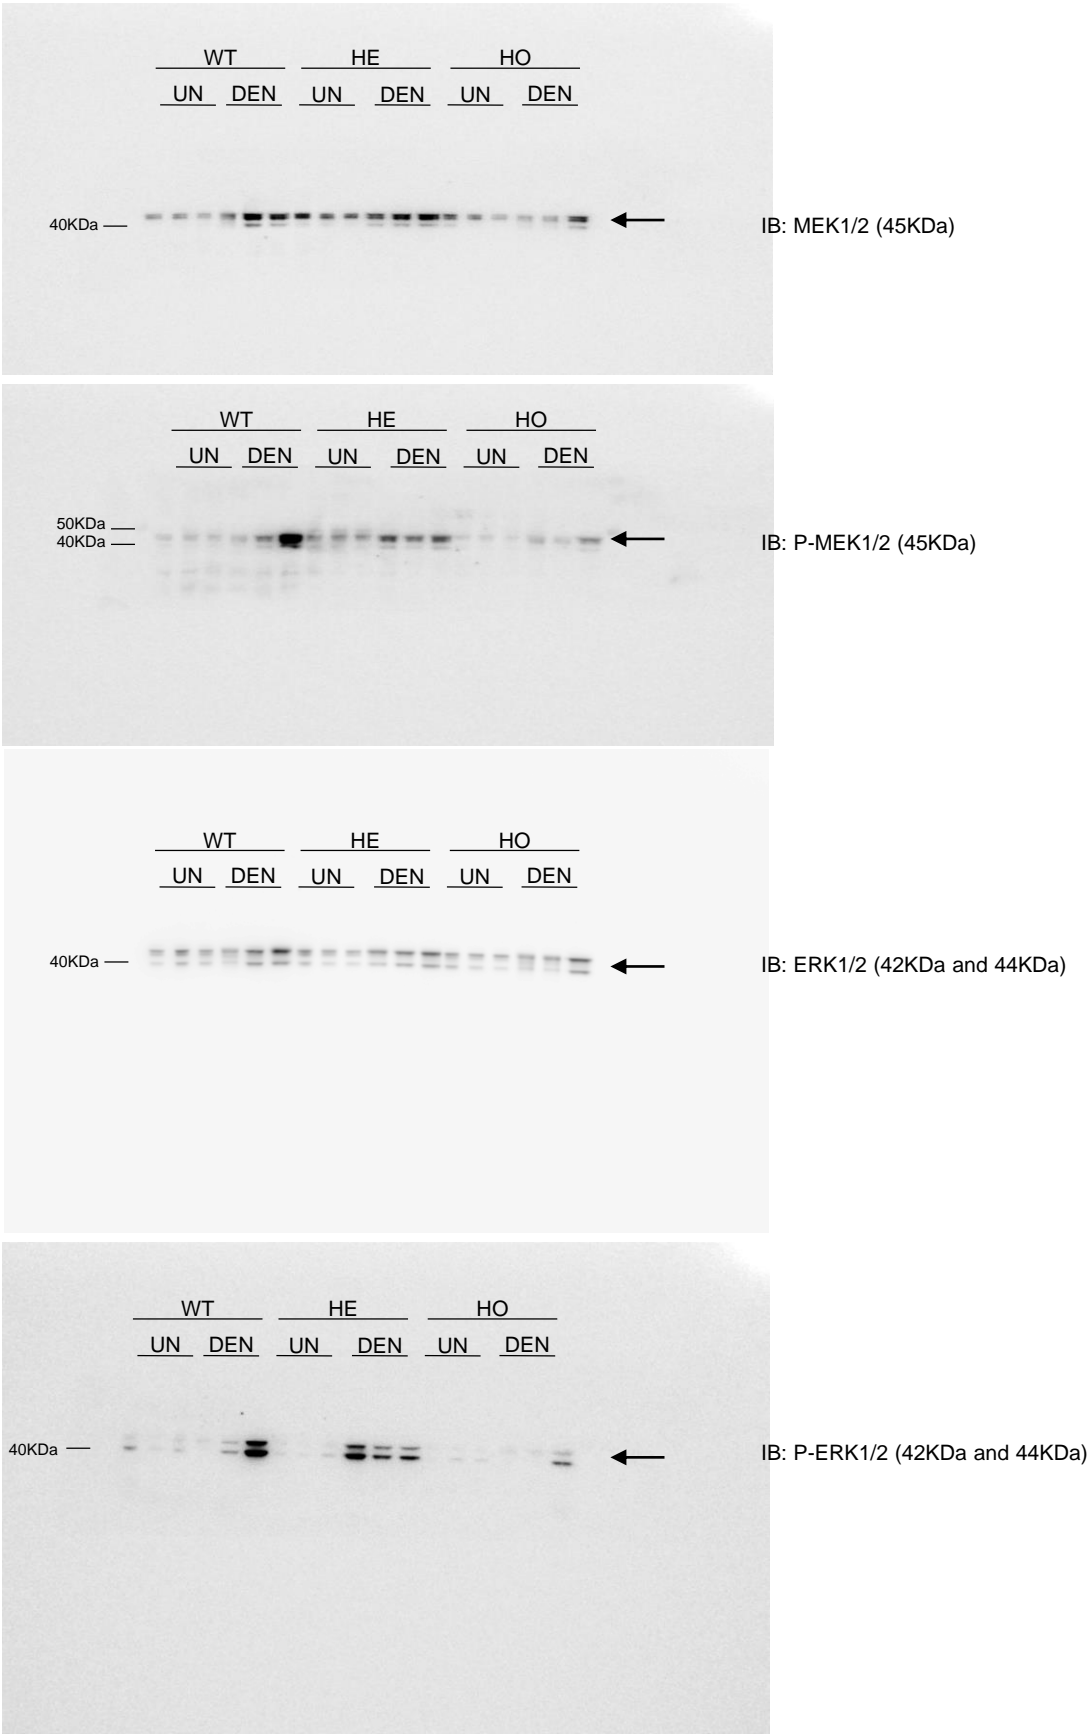 WT HE HO
UN DEN UN DEN UN DEN
40KDa
IB: MEK1/2 (45KDa)
WT HE HO
UN DEN UN DEN UN DEN
50KDa
40KDa
IB: P-MEK1/2 (45KDa)
WT HE HO
UN DEN UN DEN UN DEN
40KDa
IB: ERK1/2 (42KDa and 44KDa)
WT HE HO
UN DEN UN DEN UN DEN
40KDa
IB: P-ERK1/2 (42KDa and 44KDa)